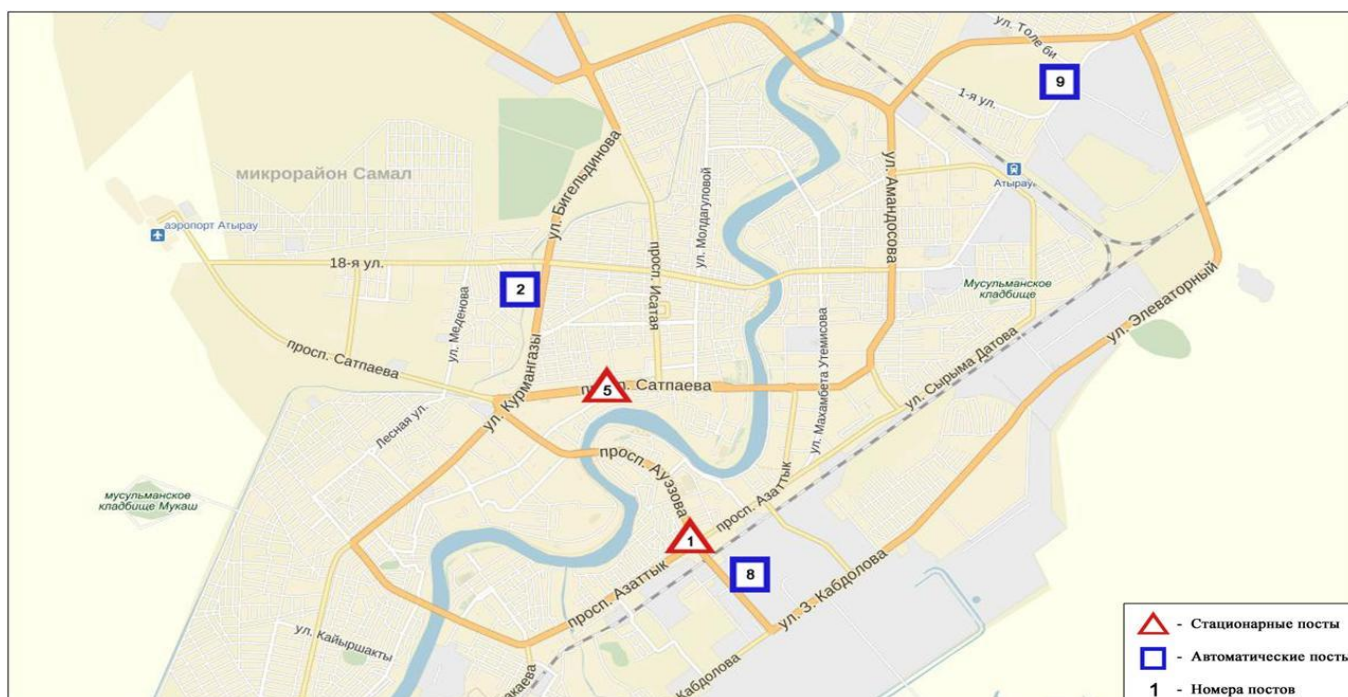 ул. Толе би
9
1-я ул.
ул. Бигельдинова
ул. Молдагуловой
ул. Амандосова
Атырау
микрорайон Самал
аэропорт Атырау
18-я ул.
2
просп. Исатая
Мусульманское
кладбище
ул. Элеваторный
ул. Меденова
ул. Махамбета Утемисова
просп. Сатпаева
ул. Курмангазы
5
Сатпаева
ул. Сырыма Датова
Лесная ул.
просп. Ауэзова
просп. Азаттык
мусульманское
кладбище Мукаш
1
8
просп. Азаттык
ул. З. Кабдолова
ул. Кайыршакты
Кабдолова
- Стационарные посты
- Автоматические посты
1 - Номера постов